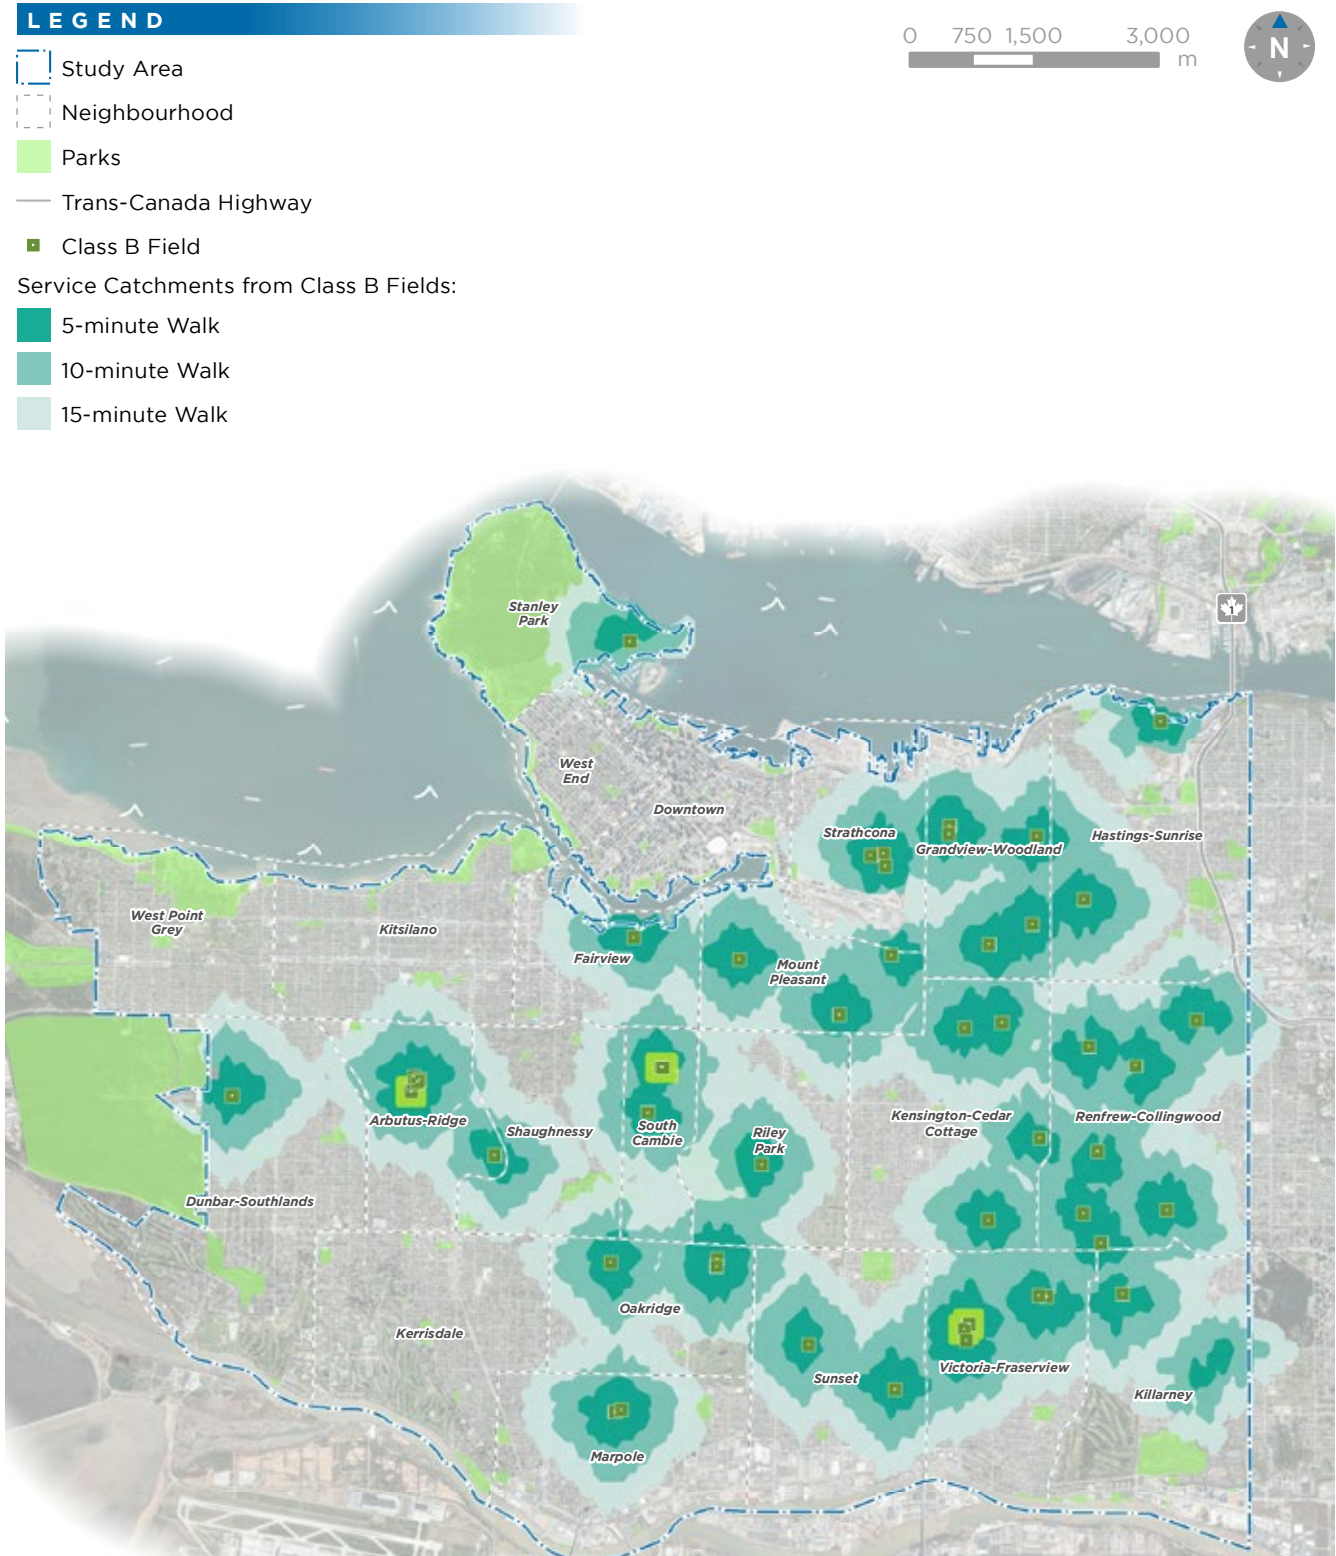 LEGEND
Study Area
Neighbourhood
Parks
Trans-Canada Highway
Class B Field
Service Catchments from Class B Fields:
5-minute Walk
10-minute Walk
15-minute Walk
0 750 1,500 3,000
m
N
Stanley
Park
1
West
End
Downtown
Strathcona
Grandview-Woodland
Hastings-Sunrise
West Point
Grey
Kitsilano
Fairview
Mount
Pleasant
Arbutus-Ridge
Shaughnessy
South
Cambie
Riley
Park
Kensington-Cedar
Cottage
Renfrew-Collingwood
Dunbar-Southlands
Oakridge
Kerrisdale
Sunset
Victoria-Fraserview
Killarney
Marpole